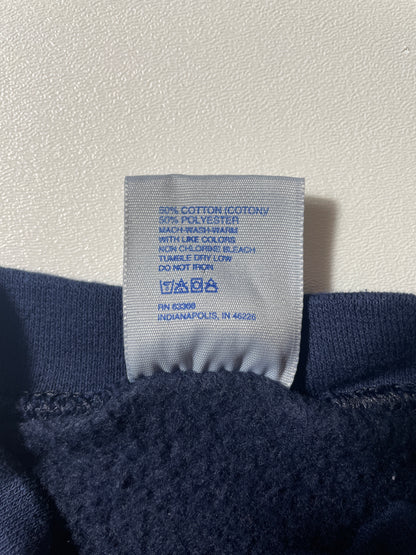 50% COTTON (COTON)/
50% POLYESTER
MACH-WASH-WARM
WITH LIKE COLORS
NON CHLORINE BLEACH
TUMBLE DRY LOW
DO NOT IRON
RN 63366
INDIANAPOLIS, IN 46226